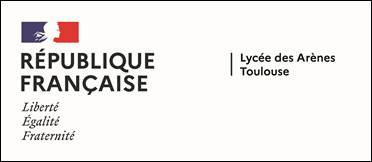 RÉPUBLIQUE
FRANÇAISE
Liberté
Égalité
Fraternité
Lycée des Arènes
Toulouse